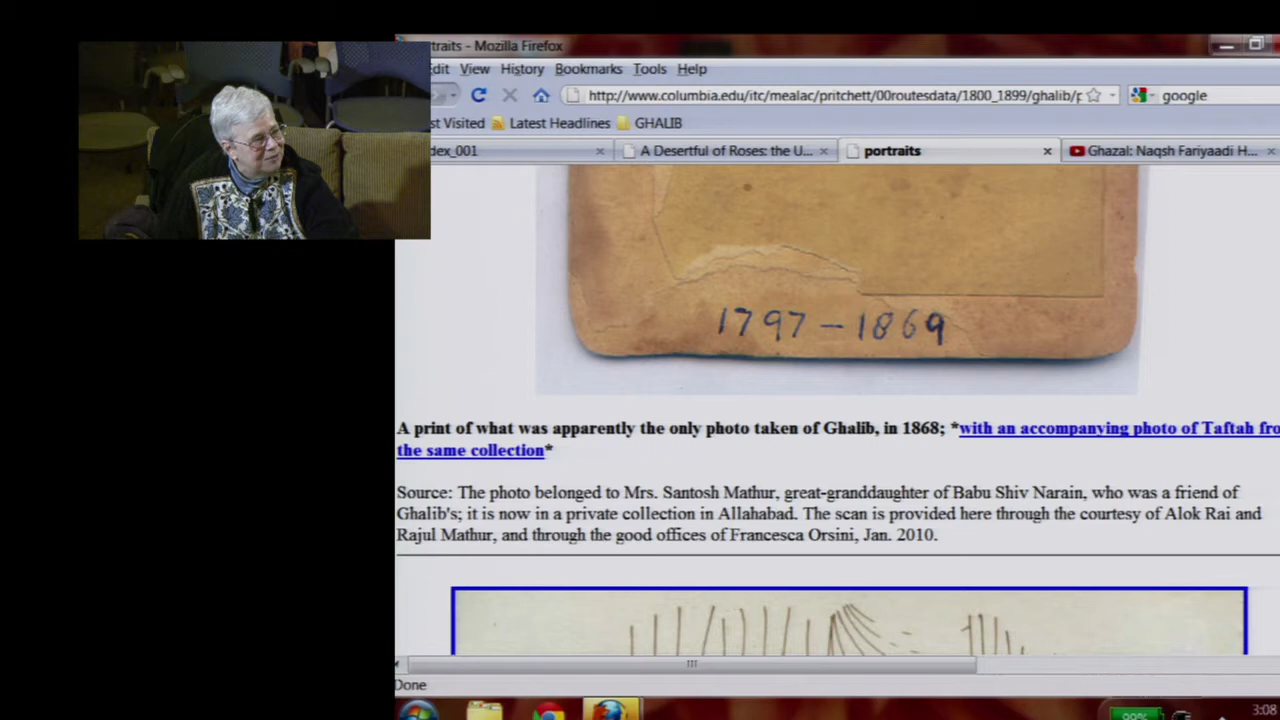 traits - Mozilla Firefox
Edit View History Bookmarks Tools Help
http://www.columbia.edu/itc/mealac/pritchett/00routesdata/1800_1899/ghalib/p
google
st Visited Latest Headlines GHALIB
dex_001
A Desertful of Roses: the U...
portraits
Ghazal: Naqsh Fariyaadi H...
1797 - 1869
A print of what was apparently the only photo taken of Ghalib, in 1868; *with an accompanying photo of Taftah fro
the same collection*
Source: The photo belonged to Mrs. Santosh Mathur, great-granddaughter of Babu Shiv Narain, who was a friend of
Ghalib's; it is now in a private collection in Allahabad. The scan is provided here through the courtesy of Alok Rai and
Rajul Mathur, and through the good offices of Francesca Orsini, Jan. 2010.
Done
99%
3:08